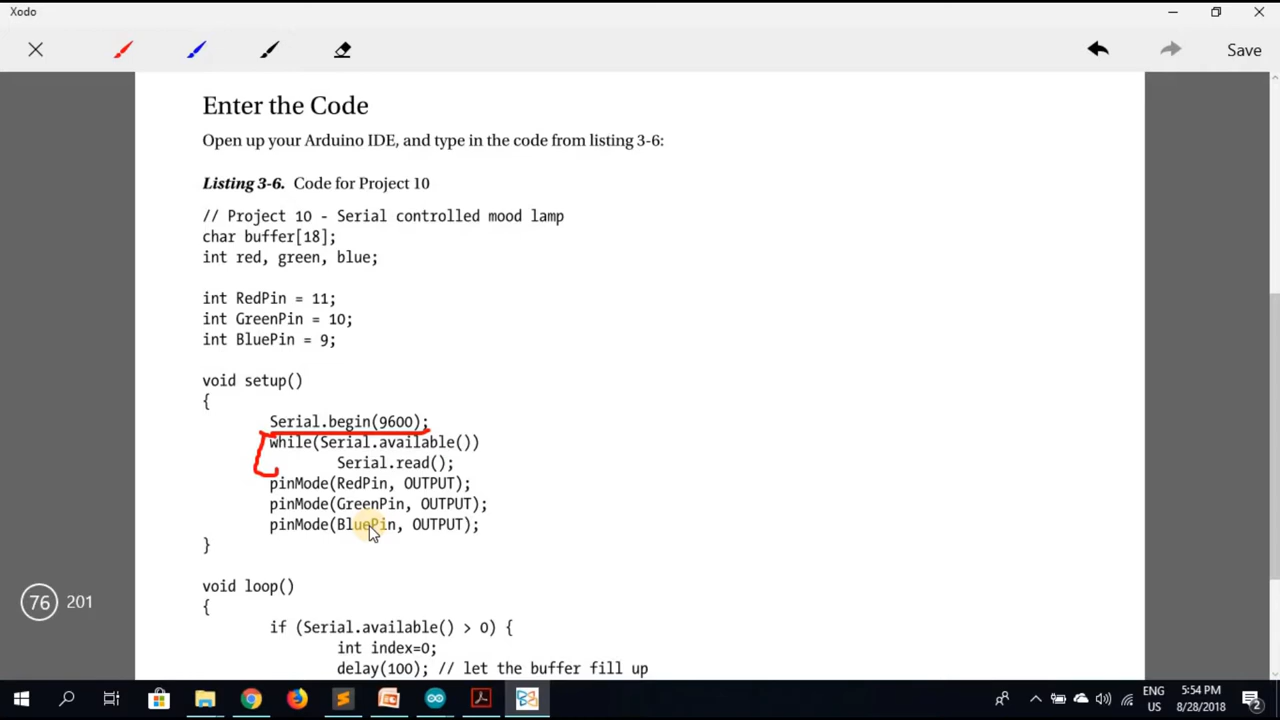 Xodo
Save
Enter the Code
Open up your Arduino IDE, and type in the code from listing 3-6:
Listing 3-6. Code for Project 10
// Project 10 - Serial controlled mood lamp
char buffer[18];
int red, green, blue;
int RedPin = 11;
int GreenPin = 10;
int BluePin = 9;
void setup()
{
Serial.begin(9600);
while(Serial.available())
Serial.read();
pinMode(RedPin, OUTPUT);
pinMode(GreenPin, OUTPUT);
pinMode(BluePin, OUTPUT);
}
void loop()
{
if (Serial.available() > 0) {
int index=0;
delay(100); // let the buffer fill up
76 201
ENG
US
5:54 PM
8/28/2018
2